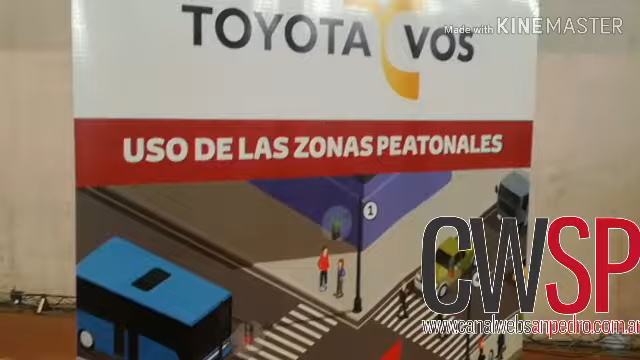 TOYOTA Y VOS
Made with KINEMASTER
USO DE LAS ZONAS PEATONALES
1
CWSP
www.canalwebsanpedro.com.ar